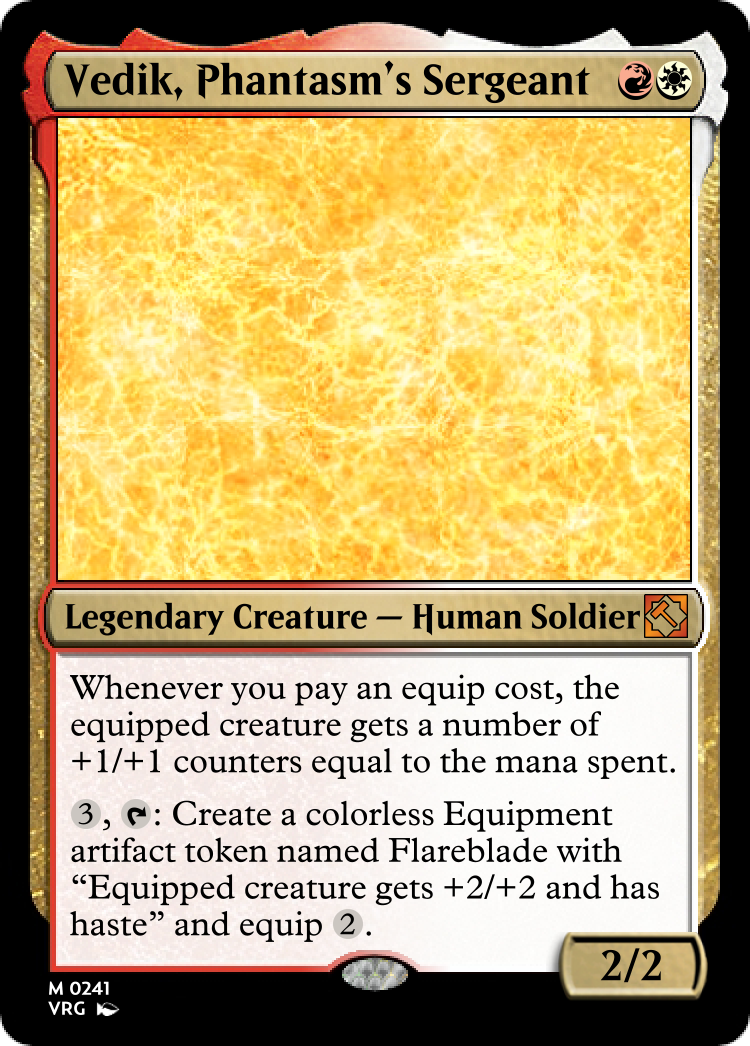 Vedik, Phantasm's Sergeant
Legendary Creature — Human Soldier
Whenever you pay an equip cost, the
equipped creature gets a number of
+1/+1 counters equal to the mana spent.
3, : Create a colorless Equipment
artifact token named Flareblade with
“Equipped creature gets +2/+2 and has
haste” and equip 2.
2/2
M 0241
VRG